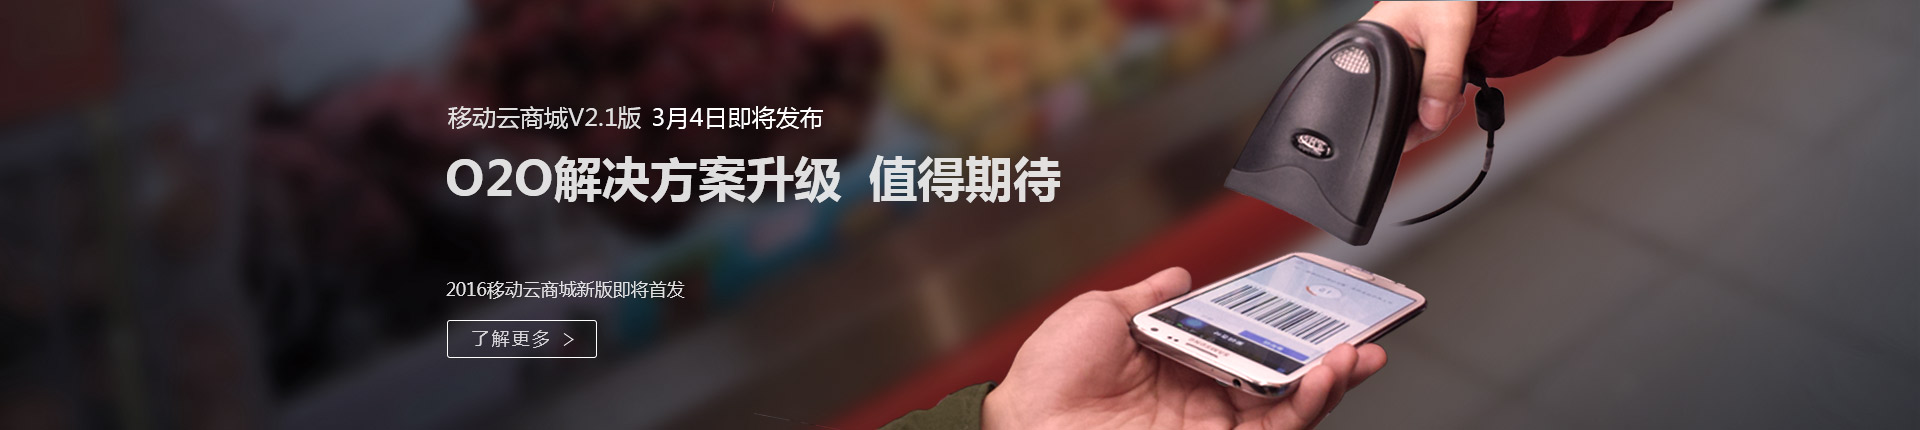 移动云商城V2.1版 3月4日即将发布
O2O解决方案升级 值得期待
2016移动云商城新版即将首发
了解更多 >